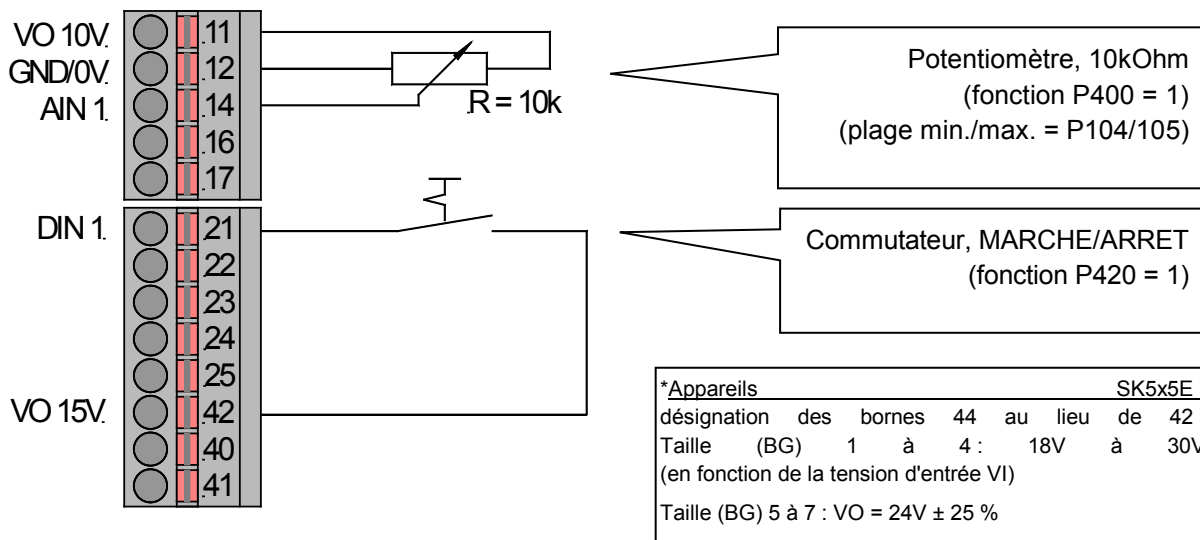 VO 10V.
.11
GND/0V.
.12
AIN 1.
.14
.R = 10k
.16
.17
DIN 1.
.21
.22
.23
.24
.25
VO 15V.
.42
.40
.41
Potentiomètre, 10kOhm
(fonction P400 = 1)
(plage min./max. = P104/105)
Commutateur, MARCHE/ARRET
(fonction P420 = 1)
*Appareils SK5x5E
désignation des bornes 44 au lieu de 42
Taille (BG) 1 à 4 : 18V à 30V
(en fonction de la tension d'entrée VI)
Taille (BG) 5 à 7 : VO = 24V ± 25 %